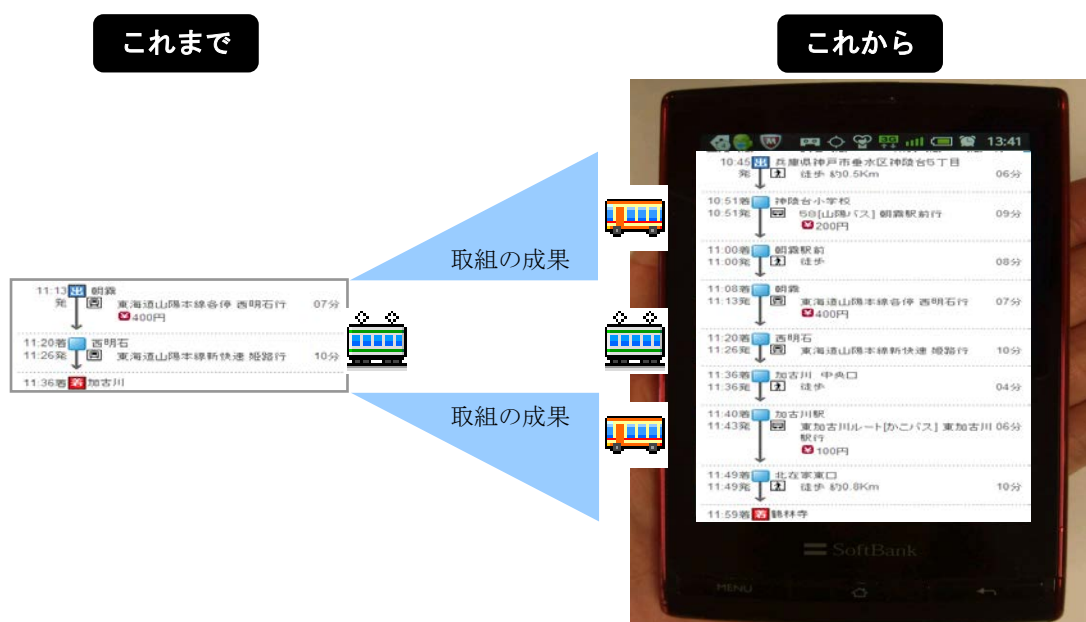 これまで
これから
11:13 出 朝霧
発 東海道山陽本線各停 西明石行 07分
400円
11:20着 西明石
11:26発 東海道山陽本線新快速 姫路行 10分
11:36着 着 加古川
取組の成果
取組の成果
13:41
10:45 出 兵庫県神戸市垂水区神陵台5丁目
発 徒歩 約0.5Km 06分
10:51着 神陵台小学校
10:51発 58[山陽バス] 朝霧駅前行 09分
200円
11:00着 朝霧駅前
11:00発 徒歩 08分
11:08着 朝霧
11:13発 東海道山陽本線各停 西明石行 07分
400円
11:20着 西明石
11:26発 東海道山陽本線新快速 姫路行 10分
11:36着 加古川 中央口
11:36発 徒歩 04分
11:40着 加古川駅
11:43発 東加古川ルート[かこバス] 東加古川 06分
駅行
100円
11:49着 北在家東口
11:49発 徒歩 約0.8Km 10分
11:59着 着 鶴林寺
SoftBank
MENU